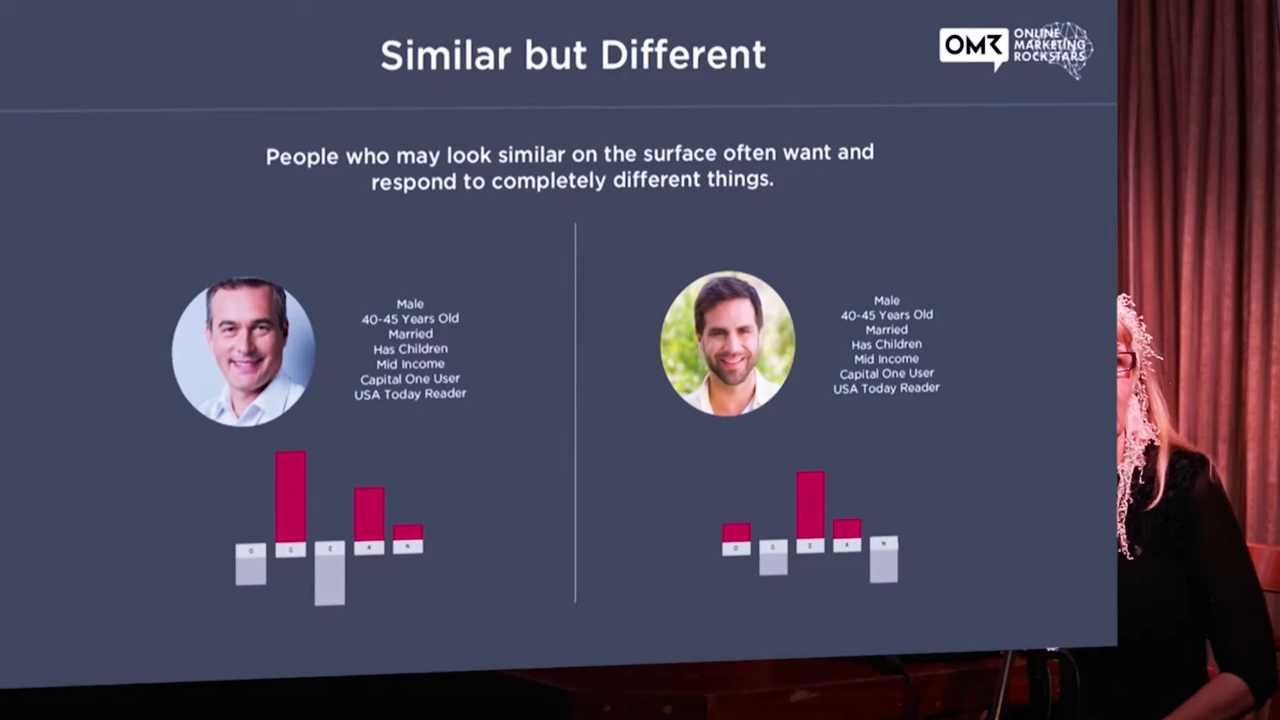 Similar but Different
OMR
ONLINE
MARKETING
ROCKSTARS
People who may look similar on the surface often want and
respond to completely different things.
Male
40-45 Years Old
Married
Has Children
Mid Income
Capital One User
USA Today Reader
Male
40-45 Years Old
Married
Has Children
Mid Income
Capital One User
USA Today Reader
O C E A N
O C E A N